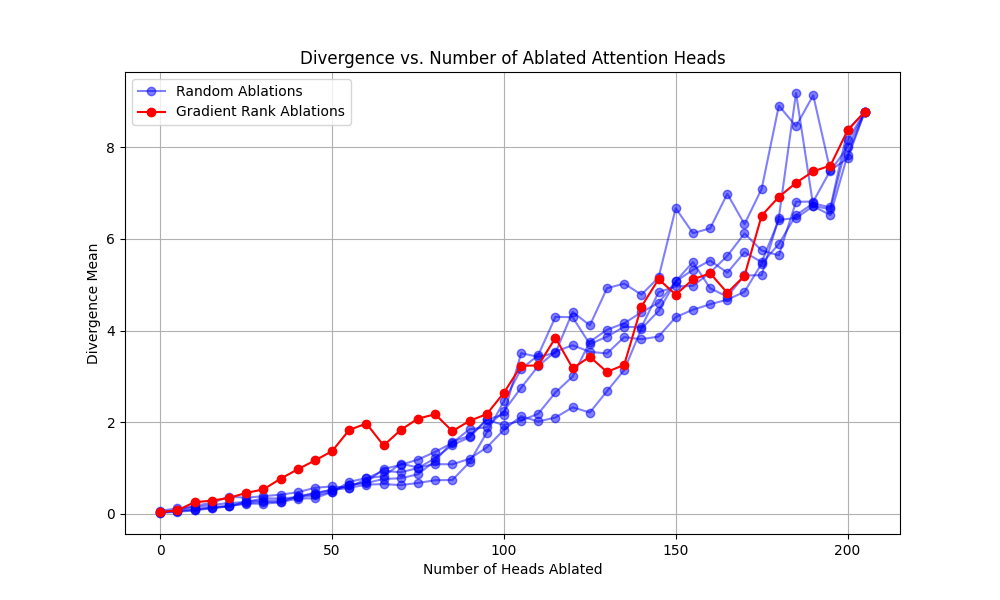 Divergence vs. Number of Ablated Attention Heads
Random Ablations
Gradient Rank Ablations
8
6
4
2
0
Divergence Mean
0 50 100 150 200
Number of Heads Ablated